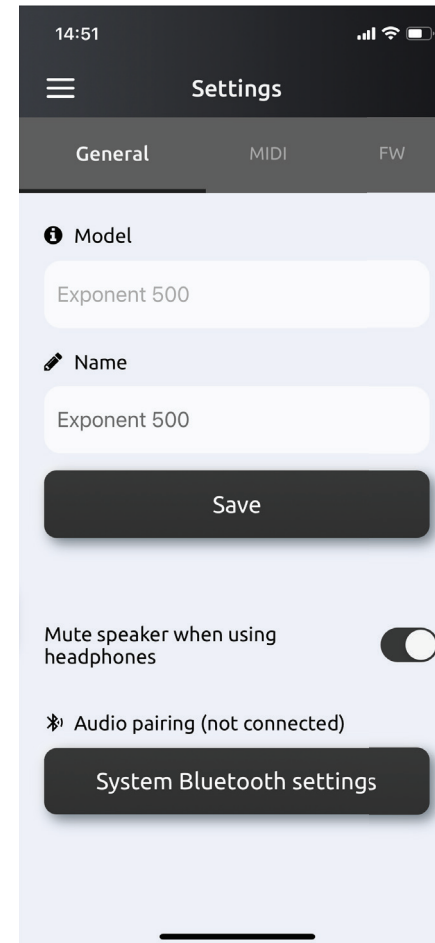 14:51
Settings
General MIDI FW
Model
Exponent 500
Name
Exponent 500
Save
Mute speaker when using
headphones
Audio pairing (not connected)
System Bluetooth settings